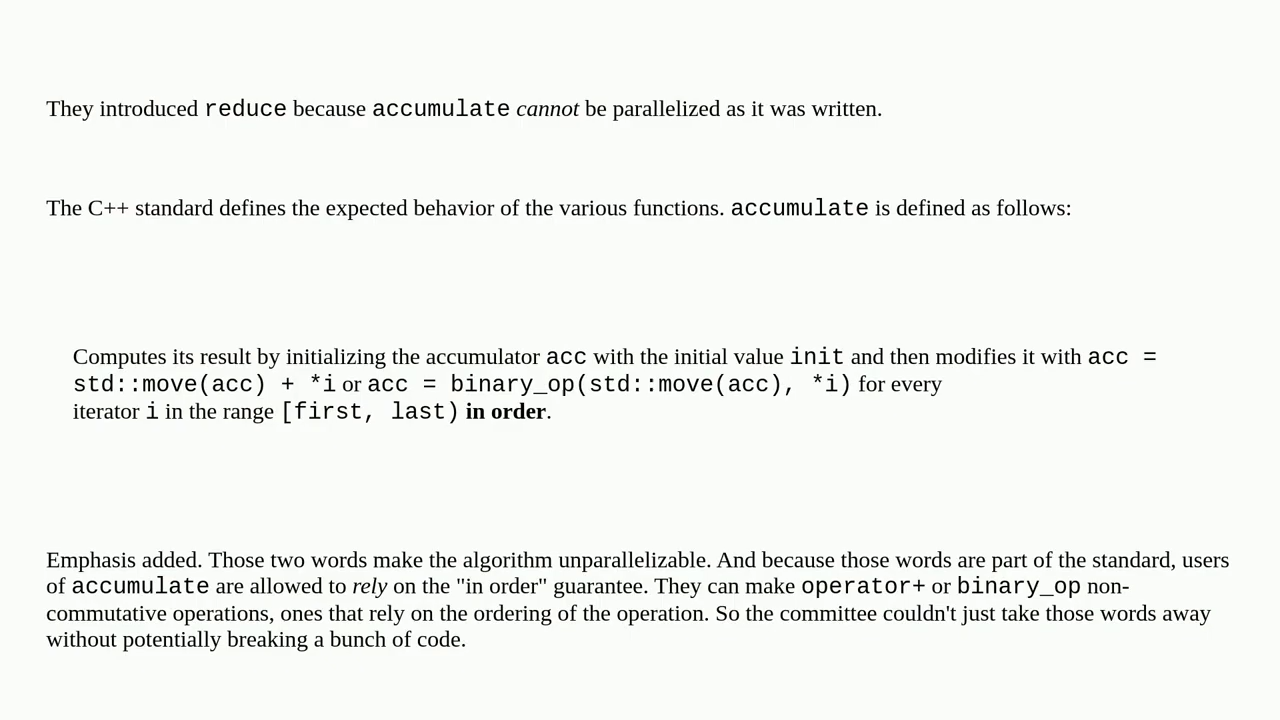 They introduced reduce because accumulate cannot be parallelized as it was written.
The C++ standard defines the expected behavior of the various functions. accumulate is defined as follows:
Computes its result by initializing the accumulator acc with the initial value init and then modifies it with acc =
std::move(acc) + *i or acc = binary_op(std::move(acc), *i) for every
iterator i in the range [first, last) in order.
Emphasis added. Those two words make the algorithm unparallelizable. And because those words are part of the standard, users
of accumulate are allowed to rely on the "in order" guarantee. They can make operator+ or binary_op non-
commutative operations, ones that rely on the ordering of the operation. So the committee couldn't just take those words away
without potentially breaking a bunch of code.